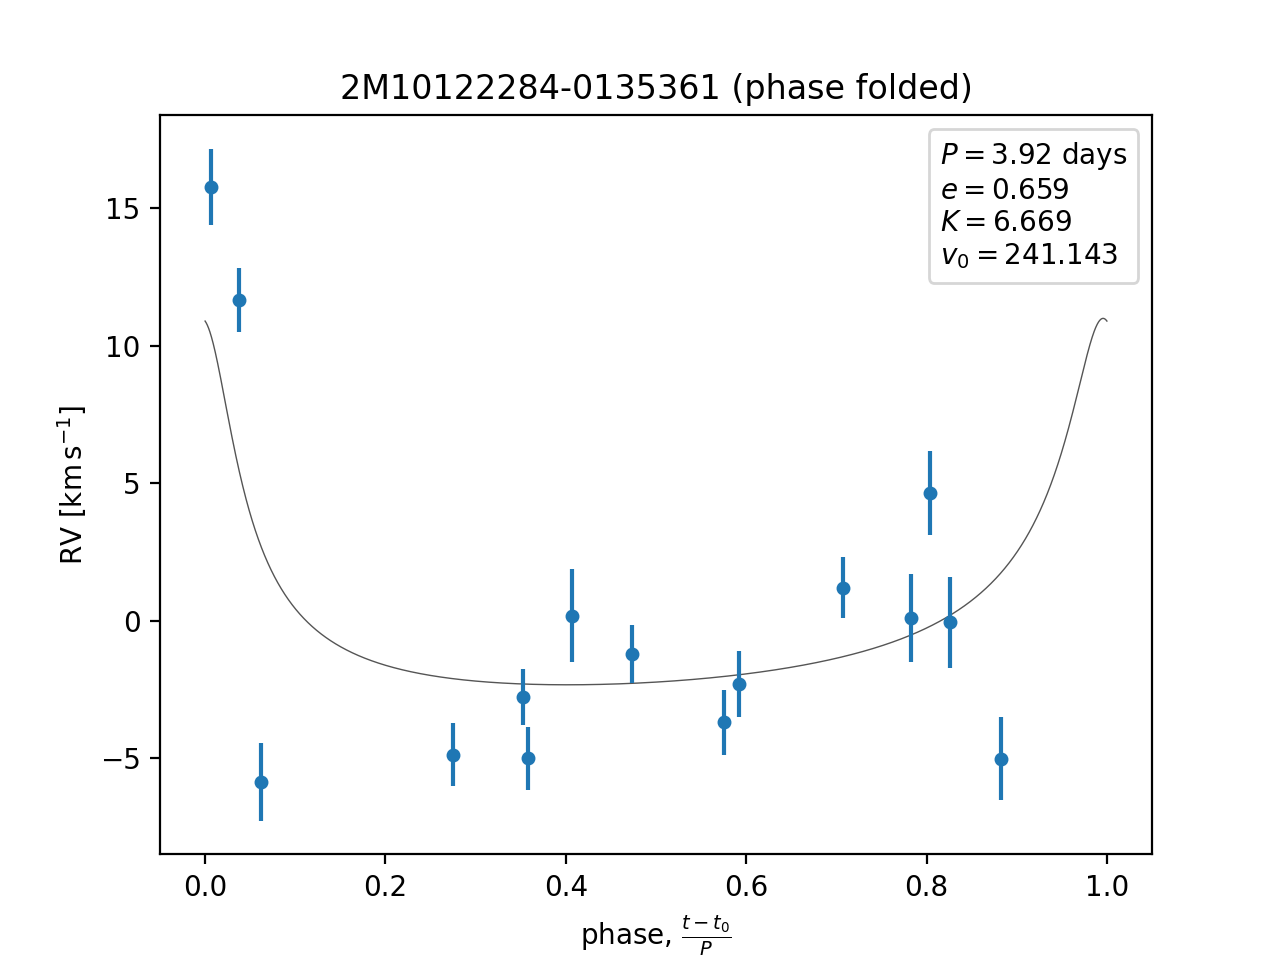 2M10122284-0135361 (phase folded)
P = 3.92 days
e = 0.659
K = 6.669
v₀ = 241.143
15
10
5
0
−5
RV [km s⁻¹]
0.0 0.2 0.4 0.6 0.8 1.0
phase, (t − t₀)/P